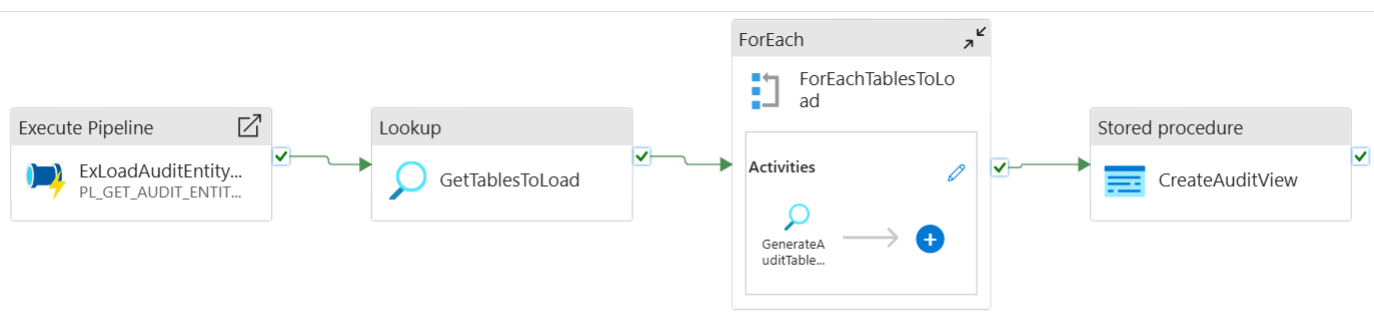 Execute Pipeline
ExLoadAuditEntity...
PL_GET_AUDIT_ENTIT...
Lookup
GetTablesToLoad
ForEach
ForEachTablesToLo
ad
Activities
GenerateA
uditTable...
Stored procedure
CreateAuditView